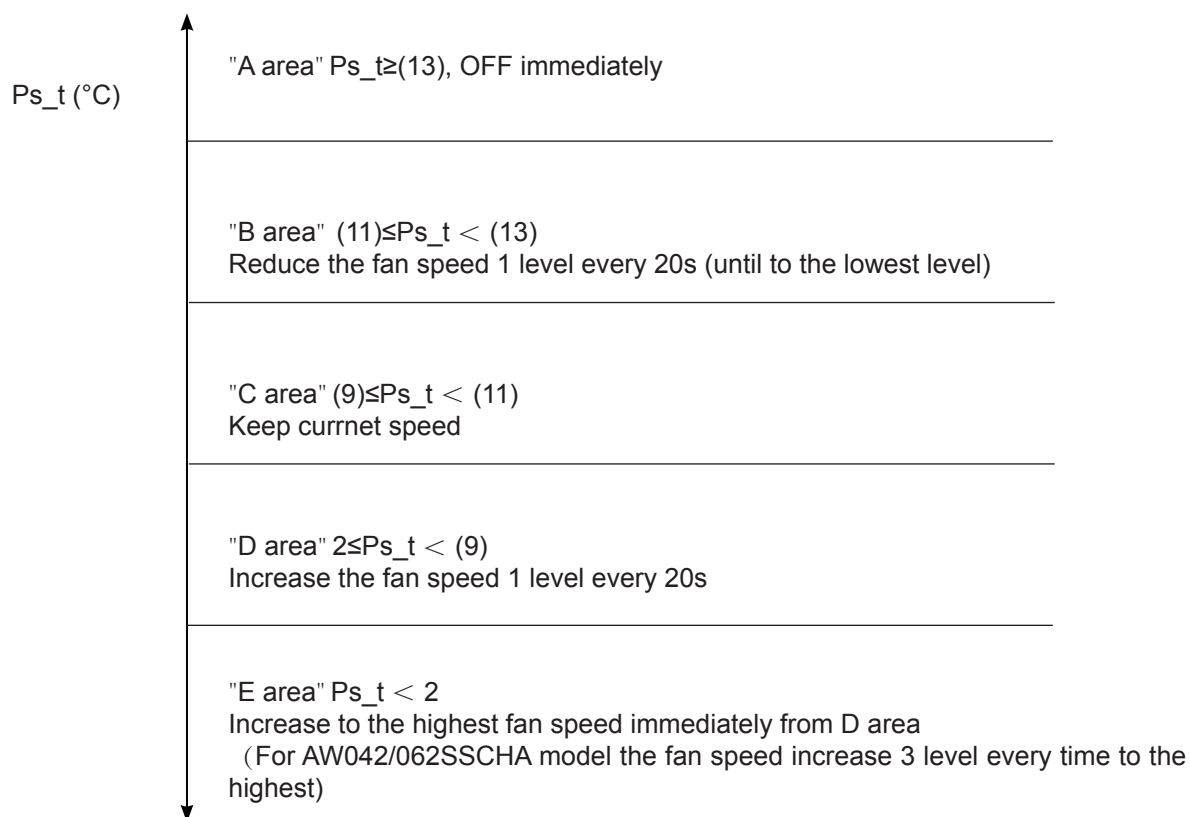 "A area" Ps_t≥(13), OFF immediately
Ps_t (°C)
"B area" (11)≤Ps_t < (13)
Reduce the fan speed 1 level every 20s (until to the lowest level)
"C area" (9)≤Ps_t < (11)
Keep currnet speed
"D area" 2≤Ps_t < (9)
Increase the fan speed 1 level every 20s
"E area" Ps_t < 2
Increase to the highest fan speed immediately from D area
(For AW042/062SSCHA model the fan speed increase 3 level every time to the
highest)